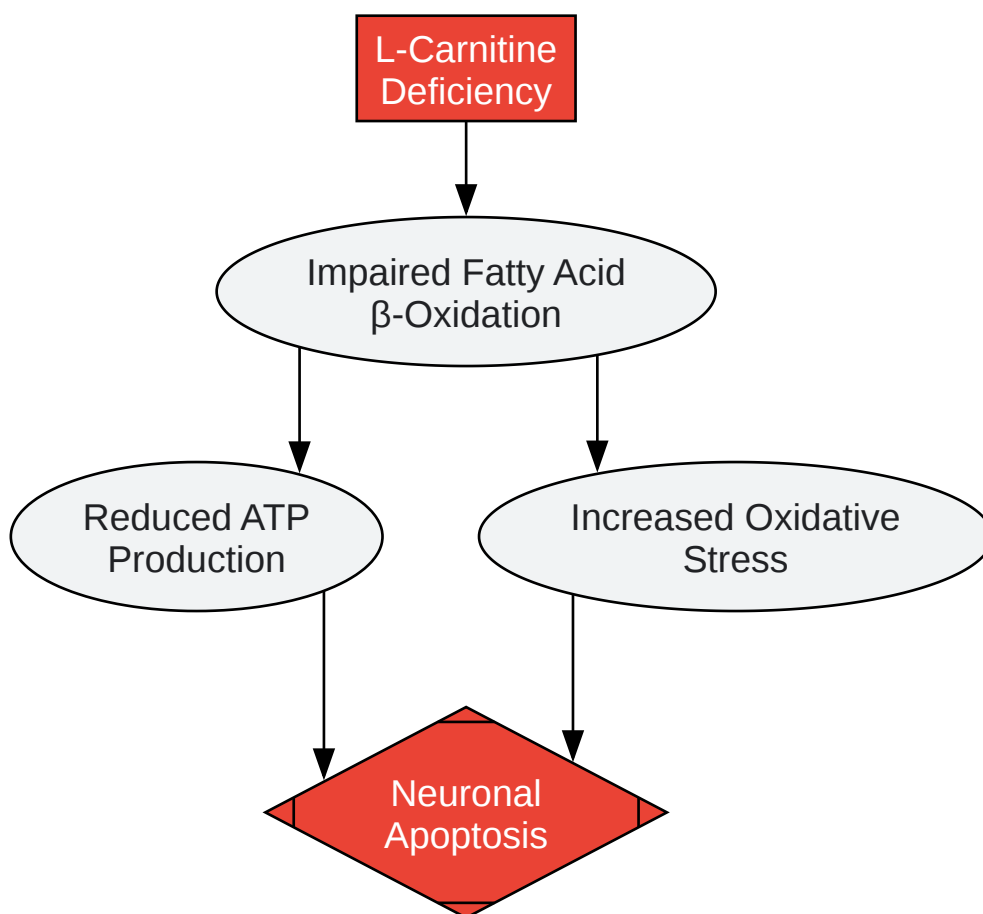 L-Carnitine
Deficiency
Impaired Fatty Acid
β-Oxidation
Reduced ATP
Production
Increased Oxidative
Stress
Neuronal
Apoptosis